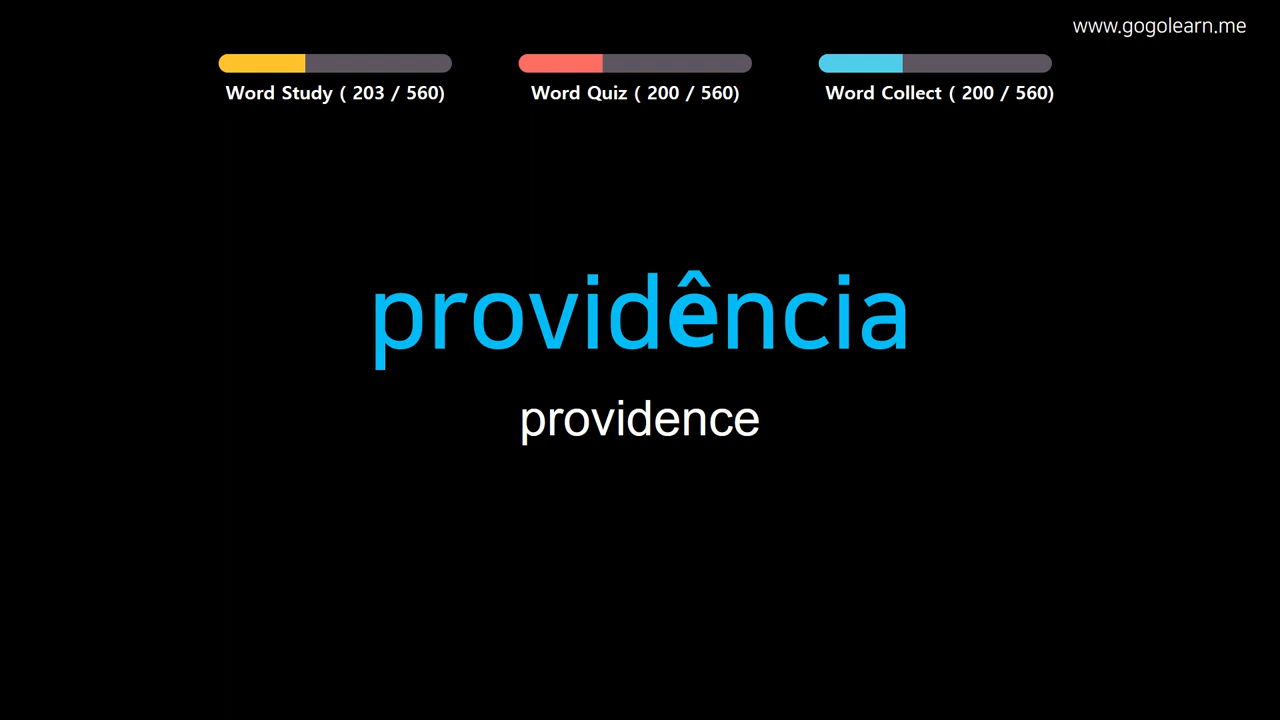 www.gogolearn.me
Word Study ( 203 / 560)
Word Quiz ( 200 / 560)
Word Collect ( 200 / 560)
providência
providence